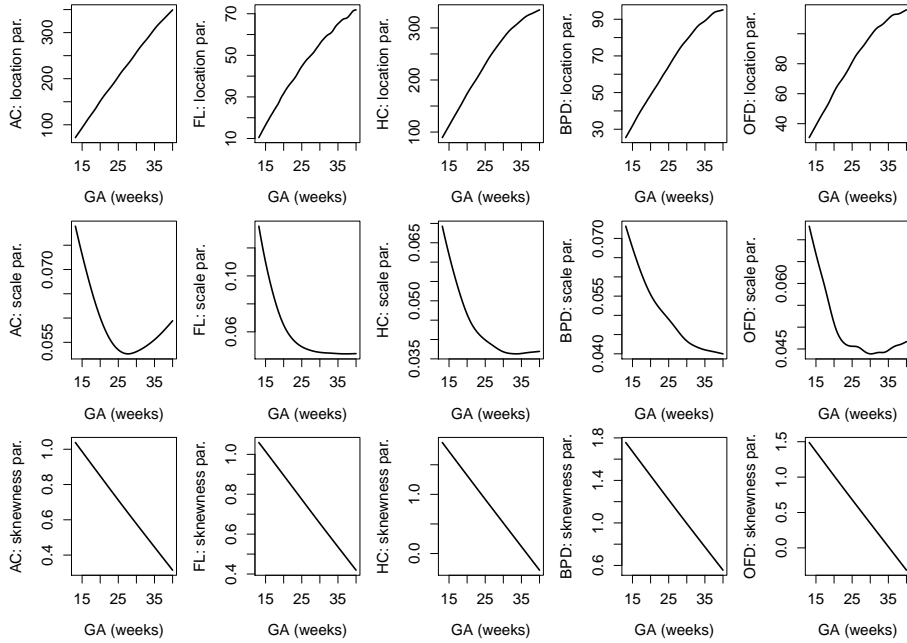 AC: location par.
100 200 300
15 25 35
GA (weeks)
FL: location par.
10 30 50 70
15 25 35
GA (weeks)
HC: location par.
100 200 300
15 25 35
GA (weeks)
BPD: location par.
30 50 70 90
15 25 35
GA (weeks)
OFD: location par.
40 60 80 100
15 25 35
GA (weeks)
AC: scale par.
0.055 0.070
15 25 35
GA (weeks)
FL: scale par.
0.06 0.10
15 25 35
GA (weeks)
HC: scale par.
0.035 0.050 0.065
15 25 35
GA (weeks)
BPD: scale par.
0.040 0.055 0.070
15 25 35
GA (weeks)
OFD: scale par.
0.045 0.060
15 25 35
GA (weeks)
AC: sknewness par.
0.4 0.6 0.8 1.0
15 25 35
GA (weeks)
FL: sknewness par.
0.4 0.6 0.8 1.0
15 25 35
GA (weeks)
HC: sknewness par.
0.0 1.0
15 25 35
GA (weeks)
BPD: sknewness par.
0.6 1.0 1.4 1.8
15 25 35
GA (weeks)
OFD: sknewness par.
0.0 0.5 1.0 1.5
15 25 35
GA (weeks)